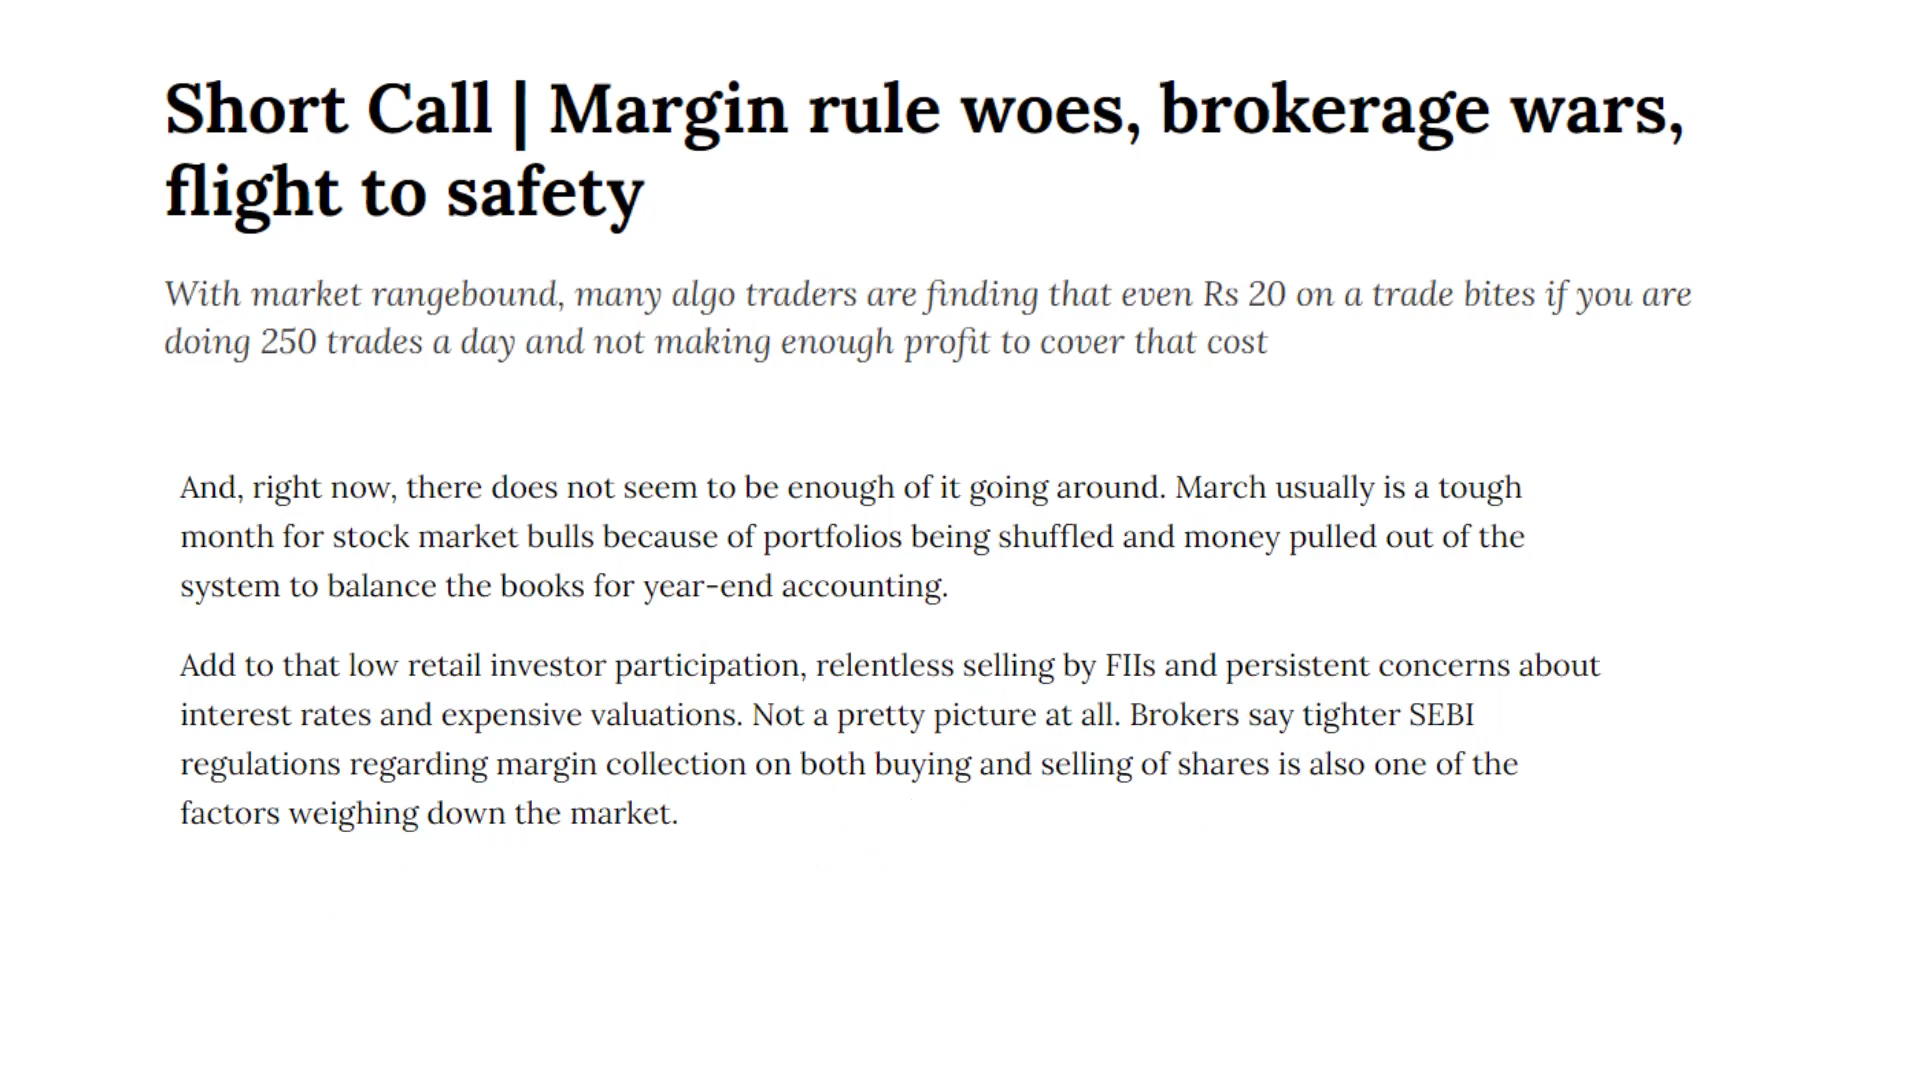 Short Call | Margin rule woes, brokerage wars,
flight to safety
With market rangebound, many algo traders are finding that even Rs 20 on a trade bites if you are
doing 250 trades a day and not making enough profit to cover that cost
And, right now, there does not seem to be enough of it going around. March usually is a tough
month for stock market bulls because of portfolios being shuffled and money pulled out of the
system to balance the books for year-end accounting.
Add to that low retail investor participation, relentless selling by FIIs and persistent concerns about
interest rates and expensive valuations. Not a pretty picture at all. Brokers say tighter SEBI
regulations regarding margin collection on both buying and selling of shares is also one of the
factors weighing down the market.